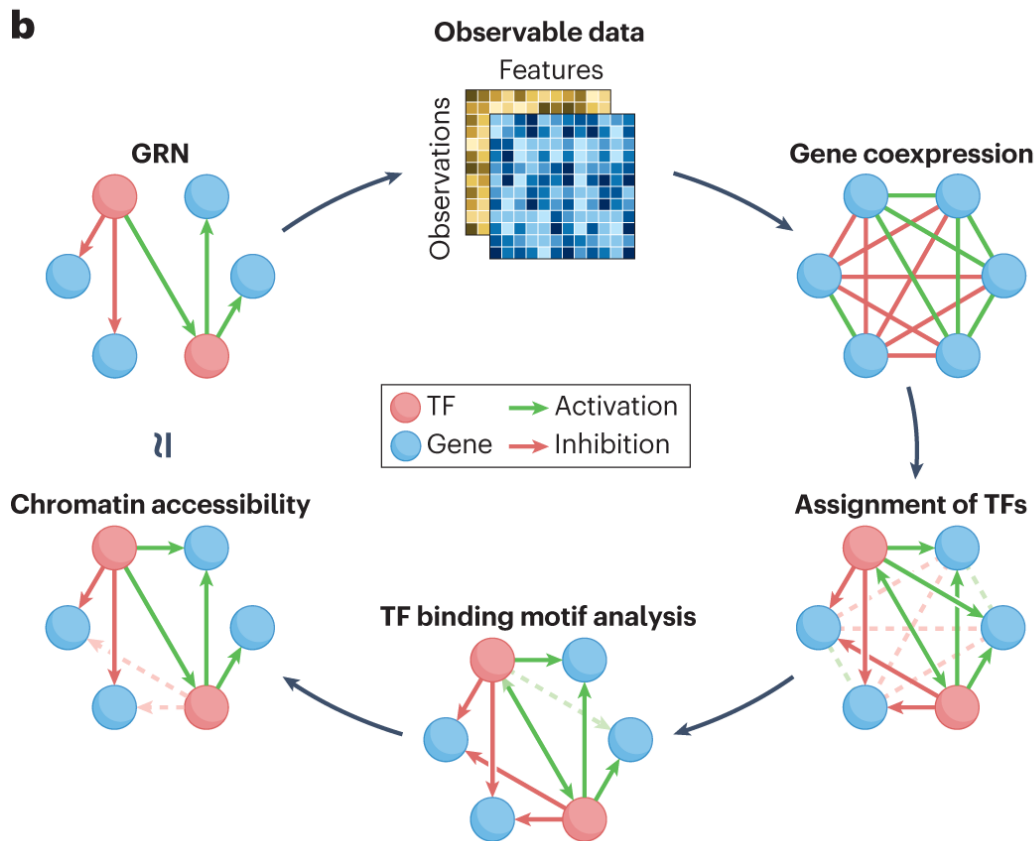 b
Observable data
Features
Observations
GRN
Gene coexpression
TF
Activation
Gene
Inhibition
≈
Chromatin accessibility
Assignment of TFs
TF binding motif analysis